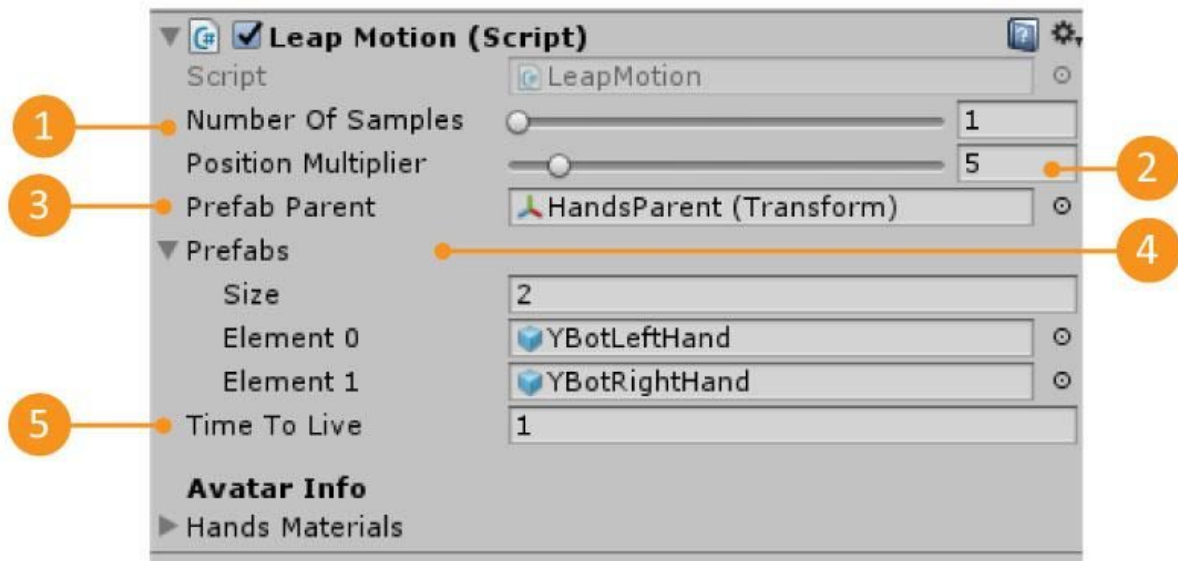 Leap Motion (Script)
Script LeapMotion
1 Number Of Samples 1
Position Multiplier 5 2
3 Prefab Parent HandsParent (Transform)
Prefabs 4
Size 2
Element 0 YBotLeftHand
Element 1 YBotRightHand
5 Time To Live 1
Avatar Info
Hands Materials